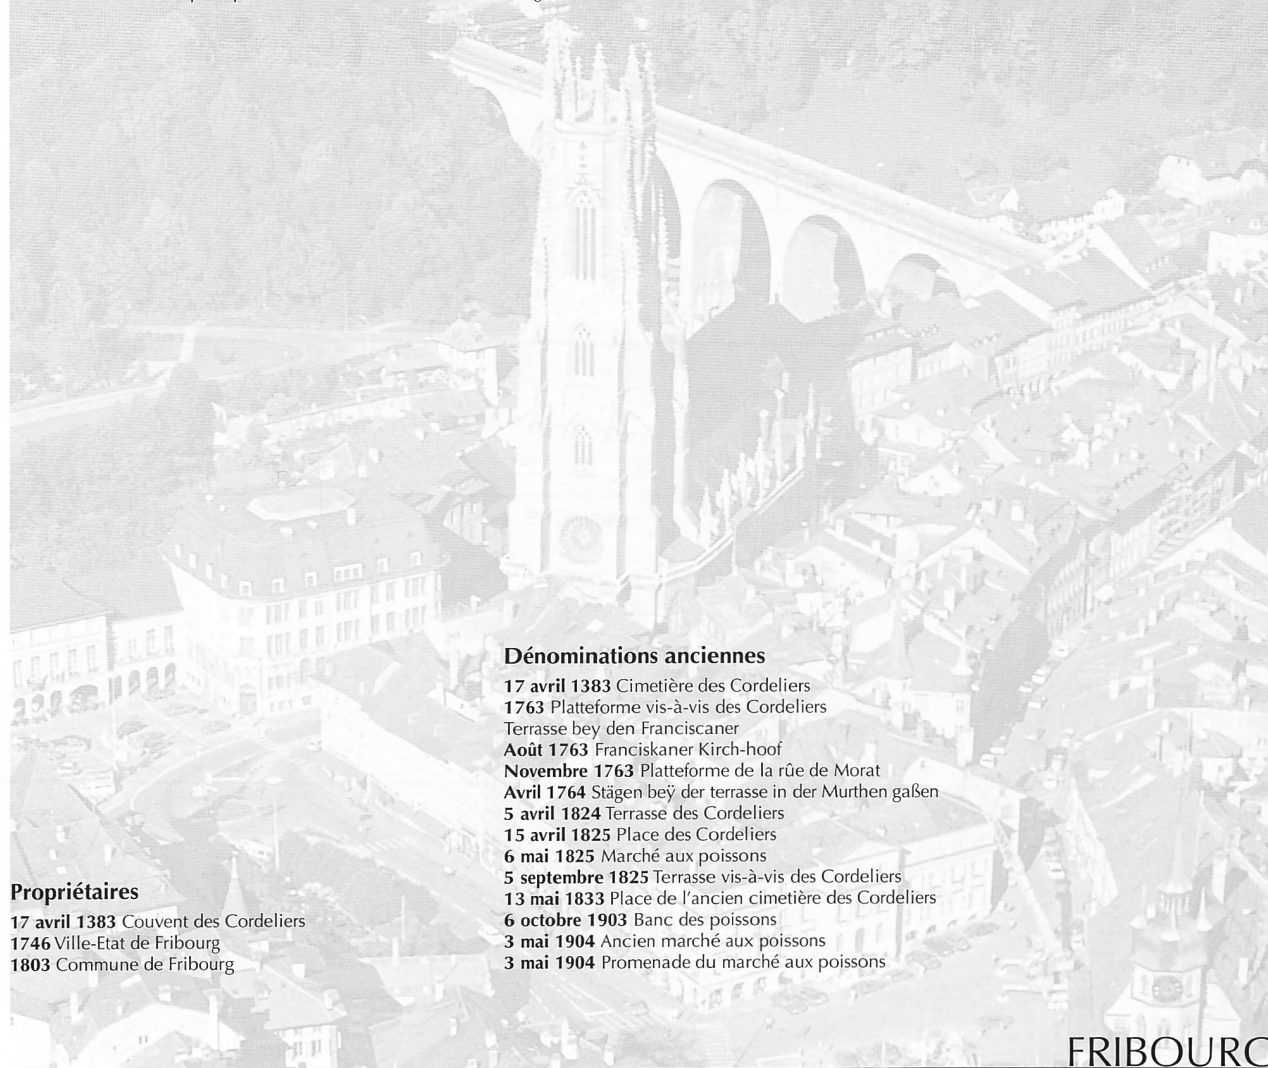 Dénominations anciennes
17 avril 1383 Cimetière des Cordeliers
1763 Platteforme vis-à-vis des Cordeliers
Terrasse bey den Franciscaner
Août 1763 Franciskaner Kirch-hoof
Novembre 1763 Platteforme de la rûe de Morat
Avril 1764 Stägen beÿ der terrasse in der Murthen gaßen
5 avril 1824 Terrasse des Cordeliers
15 avril 1825 Place des Cordeliers
6 mai 1825 Marché aux poissons
5 septembre 1825 Terrasse vis-à-vis des Cordeliers
13 mai 1833 Place de l'ancien cimetière des Cordeliers
6 octobre 1903 Banc des poissons
3 mai 1904 Ancien marché aux poissons
3 mai 1904 Promenade du marché aux poissons
Propriétaires
17 avril 1383 Couvent des Cordeliers
1746 Ville-Etat de Fribourg
1803 Commune de Fribourg
FRIBOURG